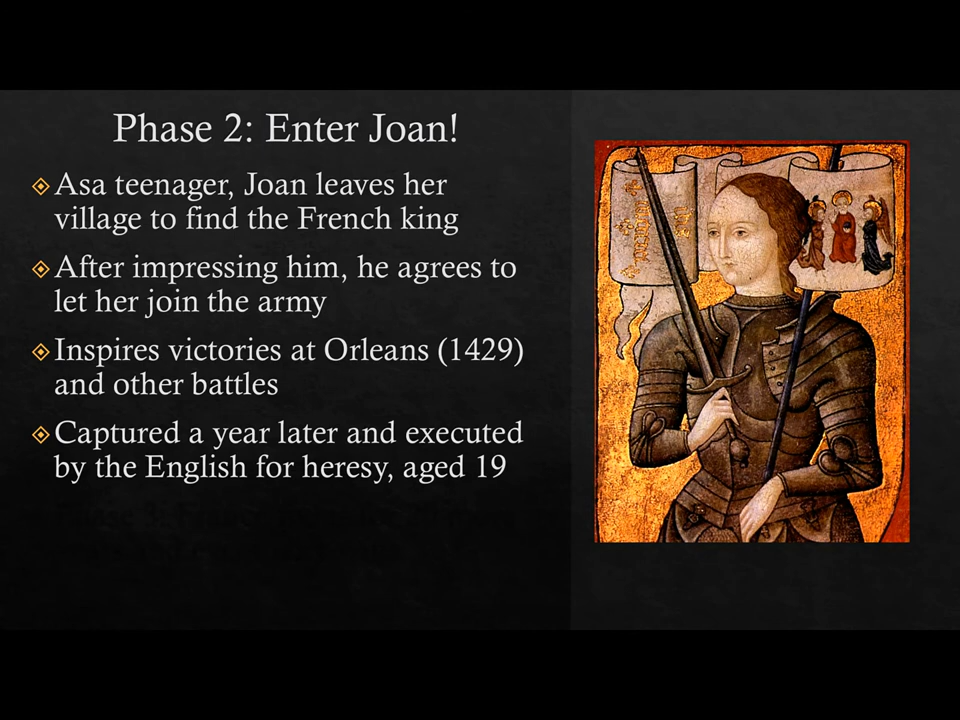 Phase 2: Enter Joan!
Asa teenager, Joan leaves her
village to find the French king
After impressing him, he agrees to
let her join the army
Inspires victories at Orleans (1429)
and other battles
Captured a year later and executed
by the English for heresy, aged 19